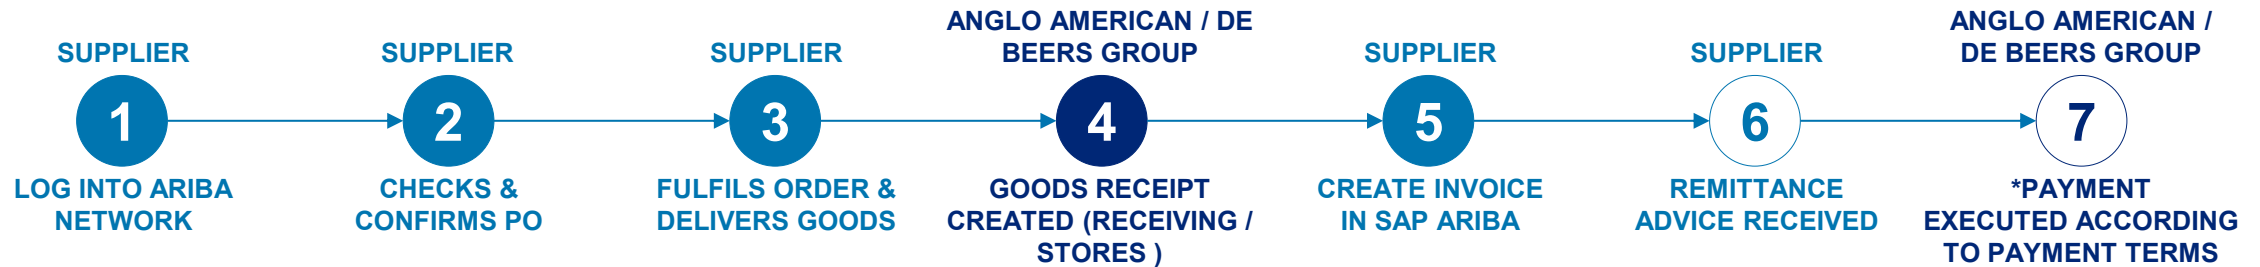 SUPPLIER
1
LOG INTO ARIBA
NETWORK
SUPPLIER
2
CHECKS &
CONFIRMS PO
SUPPLIER
3
FULFILS ORDER &
DELIVERS GOODS
ANGLO AMERICAN / DE
BEERS GROUP
4
GOODS RECEIPT
CREATED (RECEIVING /
STORES )
SUPPLIER
5
CREATE INVOICE
IN SAP ARIBA
SUPPLIER
6
REMITTANCE
ADVICE RECEIVED
ANGLO AMERICAN /
DE BEERS GROUP
7
*PAYMENT
EXECUTED ACCORDING
TO PAYMENT TERMS